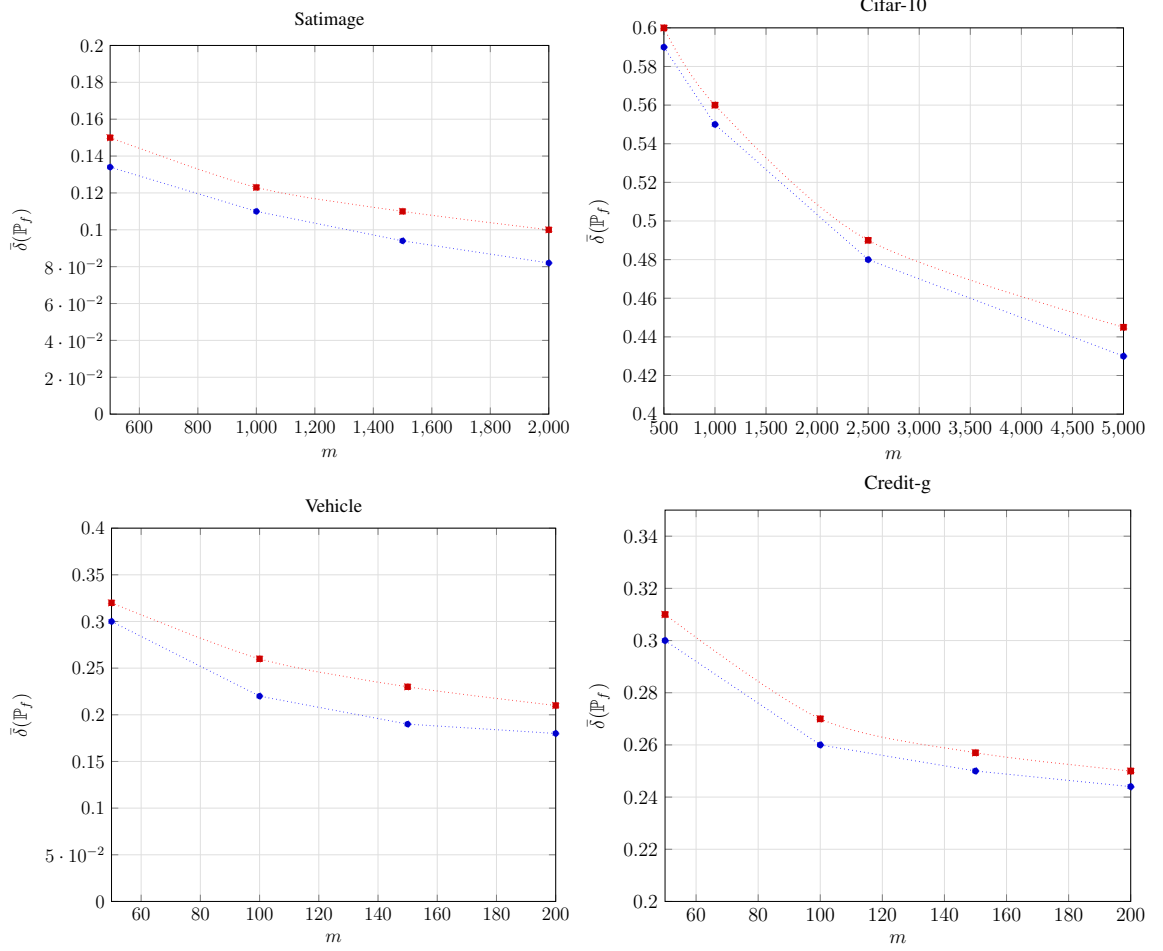 Satimage
0.2
0.18
0.16
0.14
0.12
0.1
8 · 10⁻²
6 · 10⁻²
4 · 10⁻²
2 · 10⁻²
0
δ̄(ℙ_f)
600 800 1,000 1,200 1,400 1,600 1,800 2,000
m
Cifar-10
0.6
0.58
0.56
0.54
0.52
0.5
0.48
0.46
0.44
0.42
0.4
δ̄(ℙ_f)
500 1,000 1,500 2,000 2,500 3,000 3,500 4,000 4,500 5,000
m
Vehicle
0.4
0.35
0.3
0.25
0.2
0.15
0.1
5 · 10⁻²
0
δ̄(ℙ_f)
60 80 100 120 140 160 180 200
m
Credit-g
0.34
0.32
0.3
0.28
0.26
0.24
0.22
0.2
δ̄(ℙ_f)
60 80 100 120 140 160 180 200
m